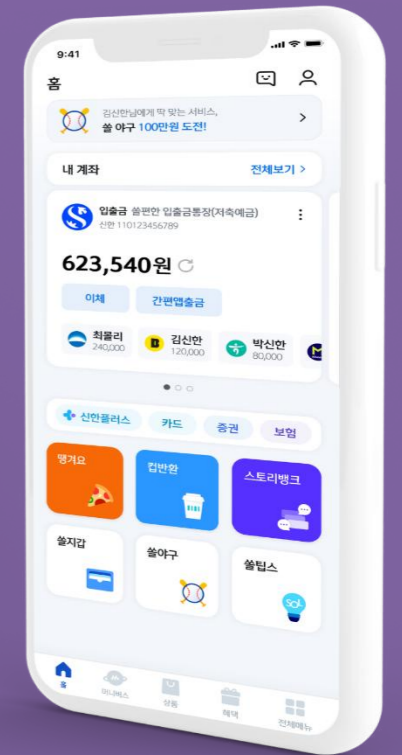 9:41
홈
김신한님에게 딱 맞는 서비스,
쏠 야구 100만원 도전!
내 계좌
전체보기 >
입출금 쏠편한 입출금통장(저축예금)
신한 110123456789
623,540원
이체
간편앱출금
최몰리
240,000
김신한
120,000
박신한
80,000
신한플러스
카드
증권
보험
땡겨요
컵반환
스토리뱅크
쏠지갑
쏠야구
쏠팁스
sol
홈
머니버스
상품
혜택
전체메뉴